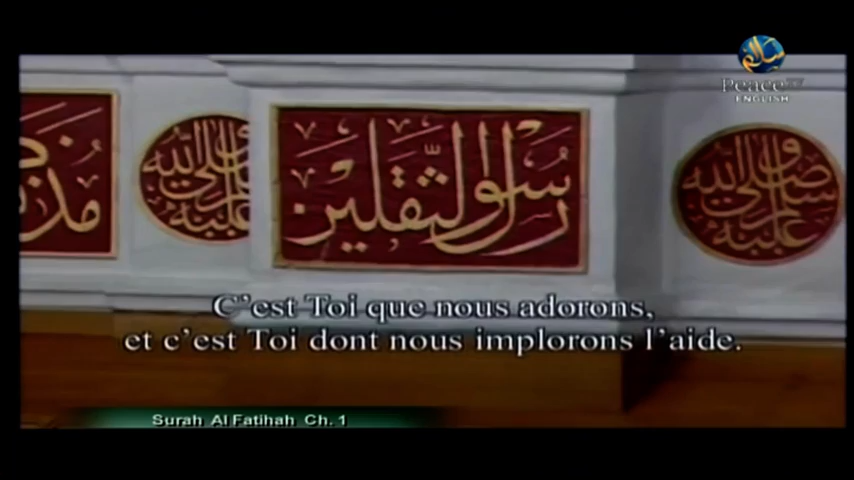 سلام
Peace TV
ENGLISH
رسول الثقلين
صلى الله عليه وسلم
صلى الله عليه وسلم
C'est Toi que nous adorons,
et c'est Toi dont nous implorons l'aide.
Surah Al Fatihah Ch. 1